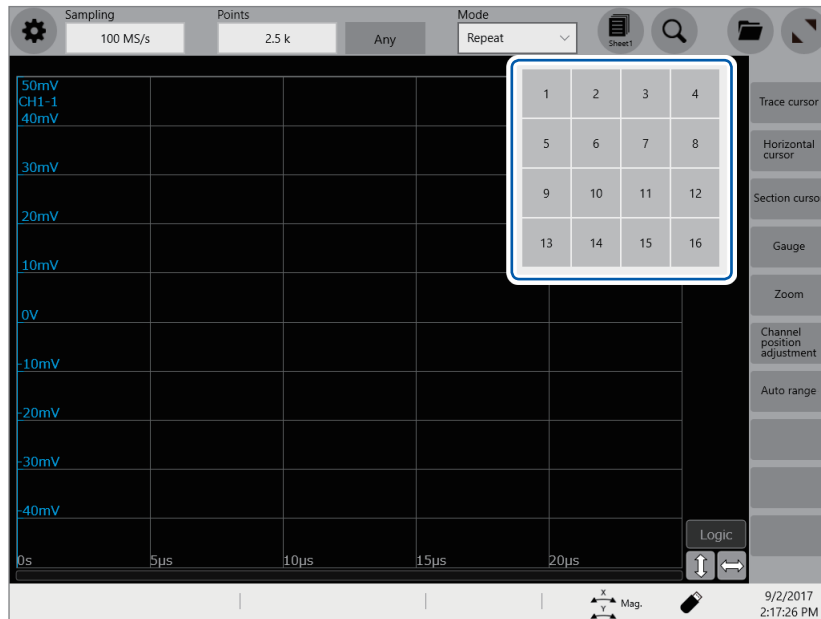 Sampling
Points
Mode
100 MS/s
2.5 k
Any
Repeat
Sheet1
50mV
CH1-1
40mV
30mV
20mV
10mV
0V
-10mV
-20mV
-30mV
-40mV
0s 5µs 10µs 15µs 20µs
1 2 3 4
5 6 7 8
9 10 11 12
13 14 15 16
Trace cursor
Horizontal
cursor
Section curso
Gauge
Zoom
Channel
position
adjustment
Auto range
Logic
X
Y
Mag.
9/2/2017
2:17:26 PM